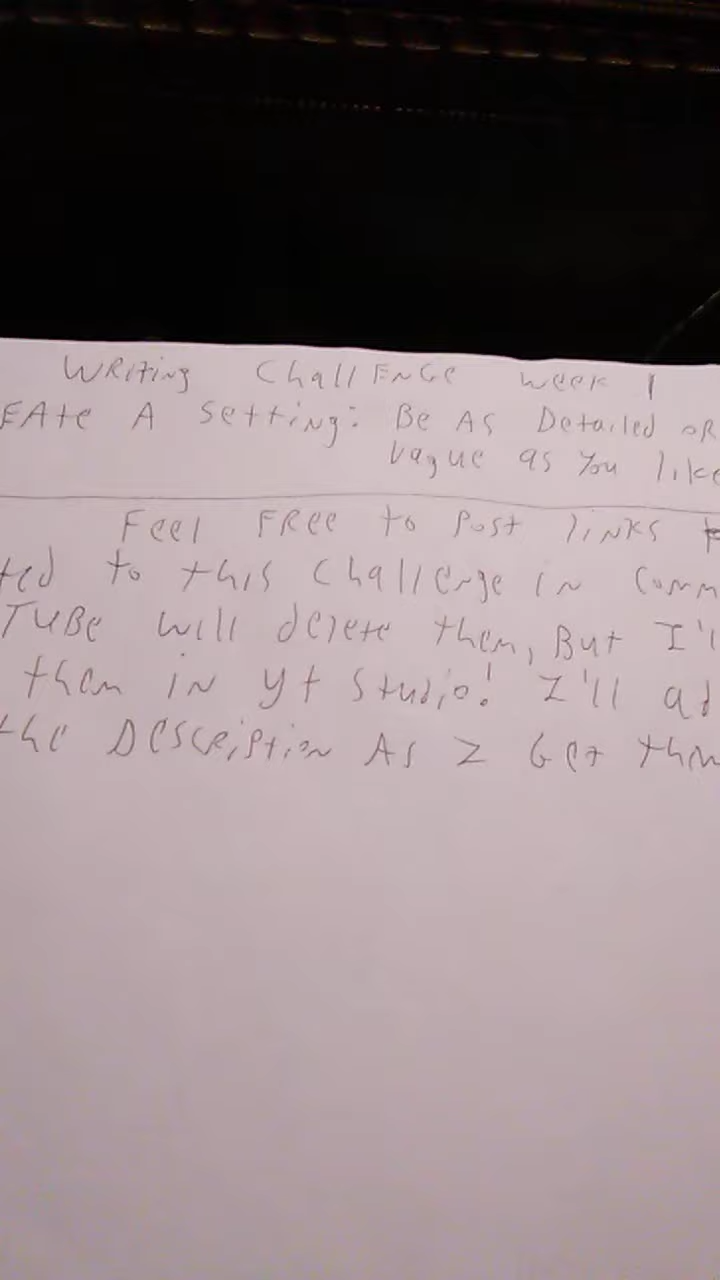 Writing Challenge week 1
EAte A setting: Be As Detailed oR
vague as you like
Feel FREE to Post links
ted to this challenge in Comm
TUBe will delete them, But I'l
them in yt Studio! I'll ad
the Description As I Get them